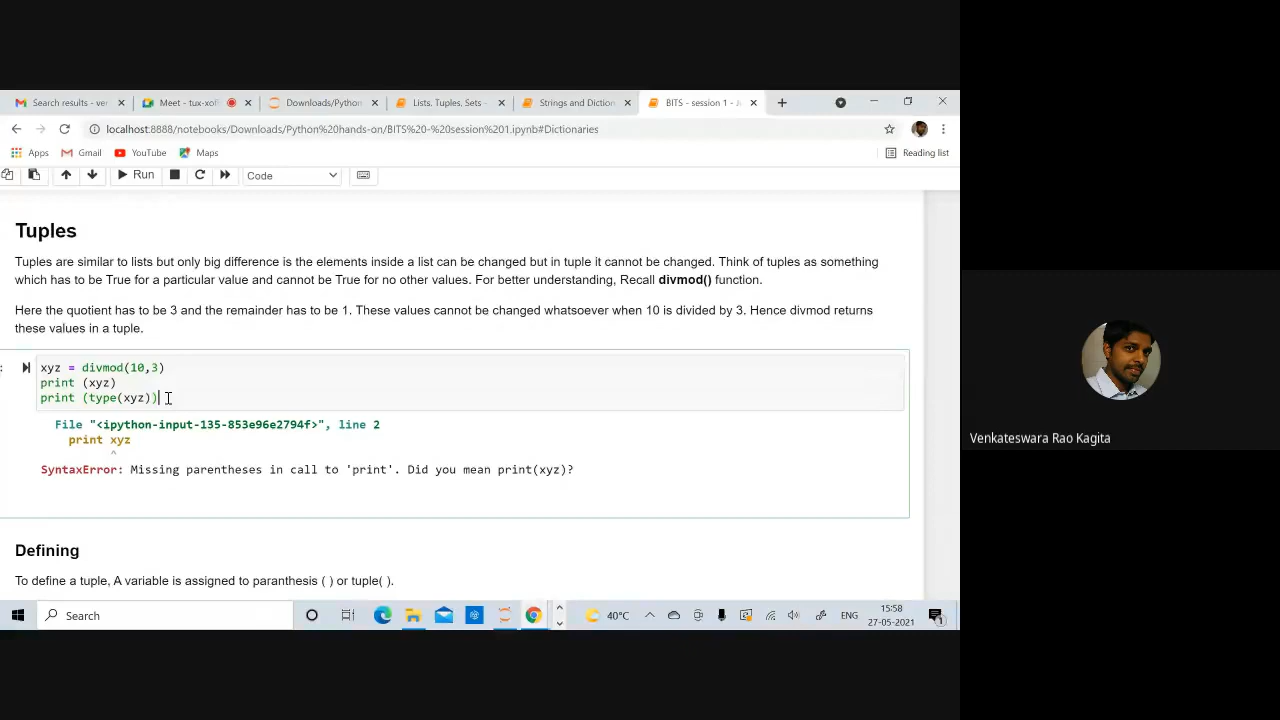 Search results - ver
Meet - tux-xof
Downloads/Python
Lists. Tuples. Sets -
Strings and Diction
BITS - session 1 - J
localhost:8888/notebooks/Downloads/Python%20hands-on/BITS%20-%20session%201.ipynb#Dictionaries
Apps Gmail YouTube Maps Reading list
Run Code
Tuples
Tuples are similar to lists but only big difference is the elements inside a list can be changed but in tuple it cannot be changed. Think of tuples as something
which has to be True for a particular value and cannot be True for no other values. For better understanding, Recall divmod() function.
Here the quotient has to be 3 and the remainder has to be 1. These values cannot be changed whatsoever when 10 is divided by 3. Hence divmod returns
these values in a tuple.
xyz = divmod(10,3)
print (xyz)
print (type(xyz))
File "<ipython-input-135-853e96e2794f>", line 2
print xyz
^
SyntaxError: Missing parentheses in call to 'print'. Did you mean print(xyz)?
Defining
To define a tuple, A variable is assigned to paranthesis ( ) or tuple( ).
Search
40°C
ENG
15:58
27-05-2021
Venkateswara Rao Kagita